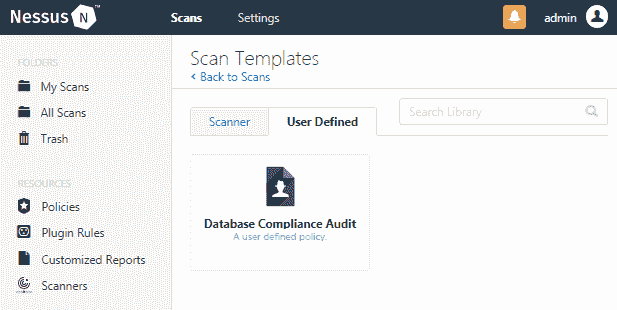 Nessus N ™ Scans Settings admin
FOLDERS
My Scans
All Scans
Trash
RESOURCES
Policies
Plugin Rules
Customized Reports
Scanners
Scan Templates
< Back to Scans
Scanner User Defined Search Library
Database Compliance Audit
A user defined policy.